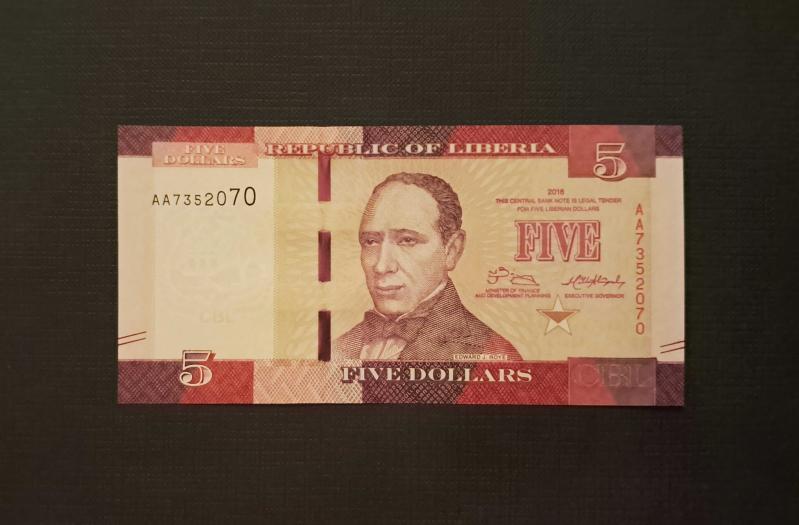 FIVE
DOLLARS
REPUBLIC OF LIBERIA
5
AA7352070
2016
THIS CENTRAL BANK NOTE IS LEGAL TENDER
FOR FIVE LIBERIAN DOLLARS
FIVE
AA7352070
MINISTER OF FINANCE
AND DEVELOPMENT PLANNING
EXECUTIVE GOVERNOR
CBL
EDWARD J. ROYE
5
FIVE DOLLARS
CBL